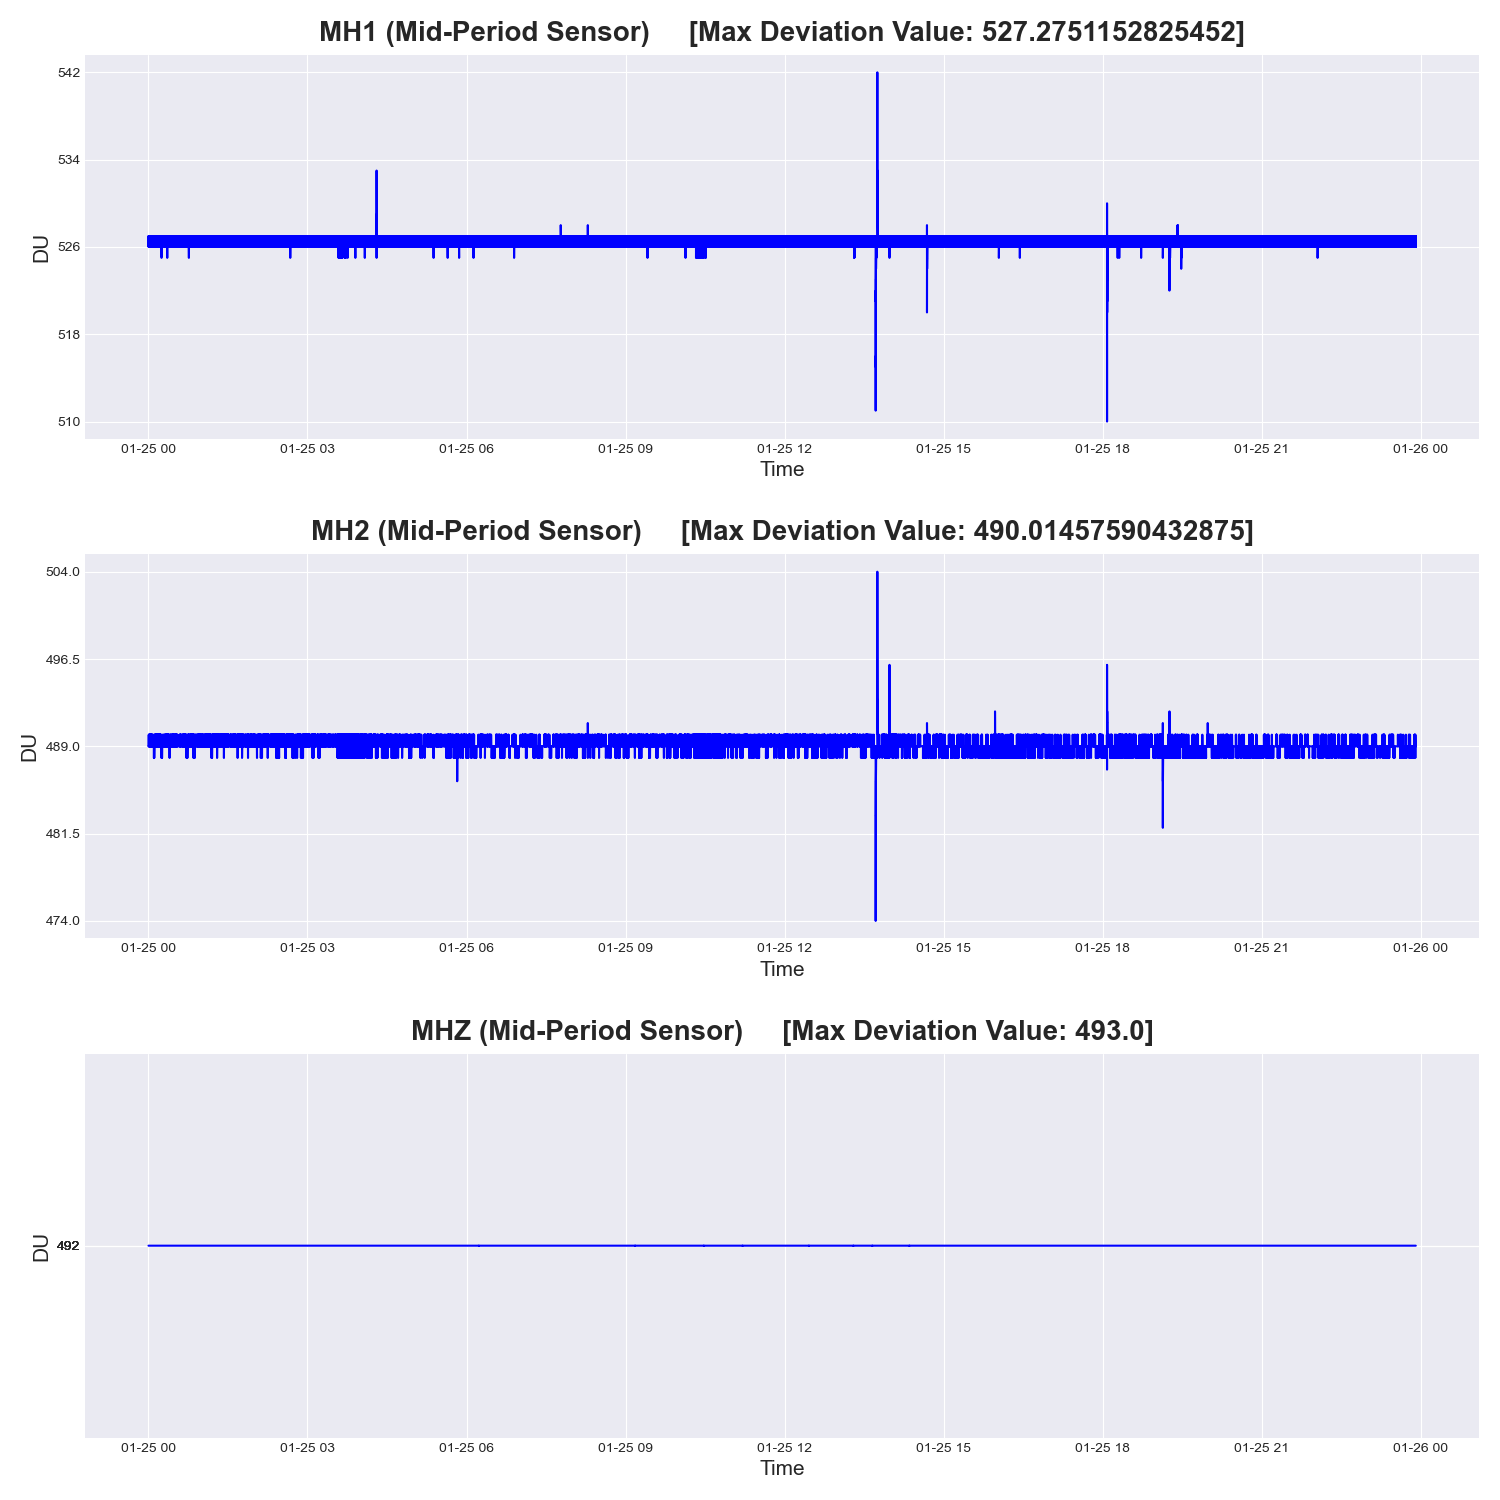 MH1 (Mid-Period Sensor) [Max Deviation Value: 527.2751152825452]
542
534
526
518
510
DU
01-25 00 01-25 03 01-25 06 01-25 09 01-25 12 01-25 15 01-25 18 01-25 21 01-26 00
Time
MH2 (Mid-Period Sensor) [Max Deviation Value: 490.01457590432875]
504.0
496.5
489.0
481.5
474.0
DU
01-25 00 01-25 03 01-25 06 01-25 09 01-25 12 01-25 15 01-25 18 01-25 21 01-26 00
Time
MHZ (Mid-Period Sensor) [Max Deviation Value: 493.0]
492
DU
01-25 00 01-25 03 01-25 06 01-25 09 01-25 12 01-25 15 01-25 18 01-25 21 01-26 00
Time